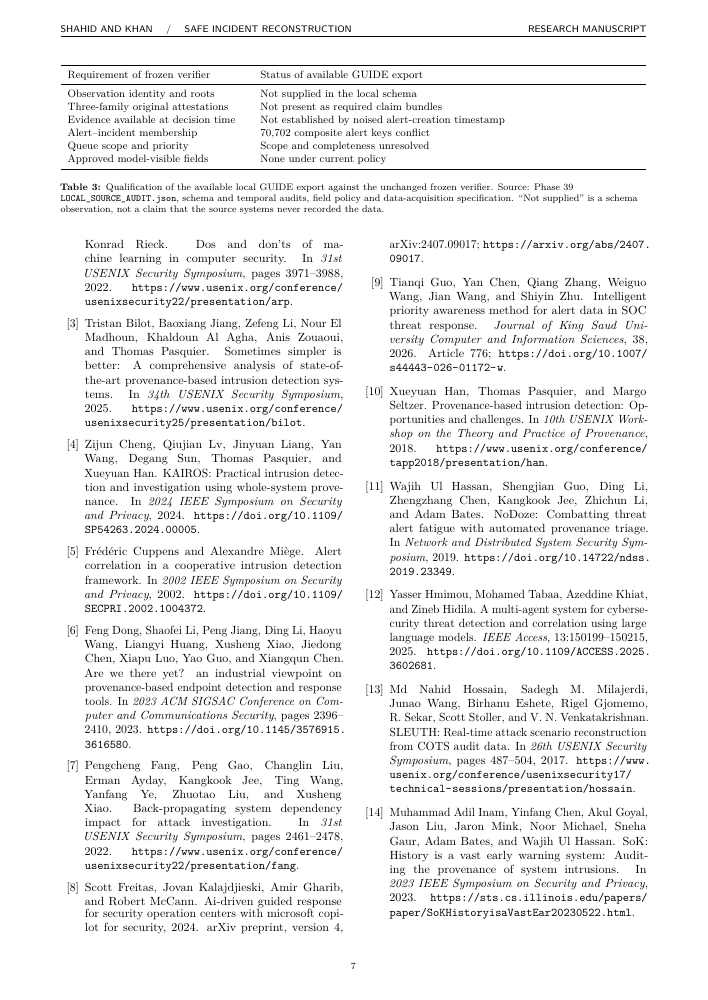 SHAHID AND KHAN / SAFE INCIDENT RECONSTRUCTION RESEARCH MANUSCRIPT
Requirement of frozen verifier Status of available GUIDE export
Observation identity and roots Not supplied in the local schema
Three-family original attestations Not present as required claim bundles
Evidence available at decision time Not established by noised alert-creation timestamp
Alert–incident membership 70,702 composite alert keys conflict
Queue scope and priority Scope and completeness unresolved
Approved model-visible fields None under current policy
Table 3: Qualification of the available local GUIDE export against the unchanged frozen verifier. Source: Phase 39
LOCAL_SOURCE_AUDIT.json, schema and temporal audits, field policy and data-acquisition specification. “Not supplied” is a schema
observation, not a claim that the source systems never recorded the data.
Konrad Rieck. Dos and don'ts of ma-
chine learning in computer security. In 31st
USENIX Security Symposium, pages 3971–3988,
2022. https://www.usenix.org/conference/
usenixsecurity22/presentation/arp.
[3] Tristan Bilot, Baoxiang Jiang, Zefeng Li, Nour El
Madhoun, Khaldoun Al Agha, Anis Zouaoui,
and Thomas Pasquier. Sometimes simpler is
better: A comprehensive analysis of state-of-
the-art provenance-based intrusion detection sys-
tems. In 34th USENIX Security Symposium,
2025. https://www.usenix.org/conference/
usenixsecurity25/presentation/bilot.
[4] Zijun Cheng, Qiujian Lv, Jinyuan Liang, Yan
Wang, Degang Sun, Thomas Pasquier, and
Xueyuan Han. KAIROS: Practical intrusion detec-
tion and investigation using whole-system prove-
nance. In 2024 IEEE Symposium on Security
and Privacy, 2024. https://doi.org/10.1109/
SP54263.2024.00005.
[5] Frédéric Cuppens and Alexandre Miège. Alert
correlation in a cooperative intrusion detection
framework. In 2002 IEEE Symposium on Security
and Privacy, 2002. https://doi.org/10.1109/
SECPRI.2002.1004372.
[6] Feng Dong, Shaofei Li, Peng Jiang, Ding Li, Haoyu
Wang, Liangyi Huang, Xusheng Xiao, Jiedong
Chen, Xiapu Luo, Yao Guo, and Xiangqun Chen.
Are we there yet? an industrial viewpoint on
provenance-based endpoint detection and response
tools. In 2023 ACM SIGSAC Conference on Com-
puter and Communications Security, pages 2396–
2410, 2023. https://doi.org/10.1145/3576915.
3616580.
[7] Pengcheng Fang, Peng Gao, Changlin Liu,
Erman Ayday, Kangkook Jee, Ting Wang,
Yanfang Ye, Zhuotao Liu, and Xusheng
Xiao. Back-propagating system dependency
impact for attack investigation. In 31st
USENIX Security Symposium, pages 2461–2478,
2022. https://www.usenix.org/conference/
usenixsecurity22/presentation/fang.
[8] Scott Freitas, Jovan Kalajdjieski, Amir Gharib,
and Robert McCann. Ai-driven guided response
for security operation centers with microsoft copi-
lot for security, 2024. arXiv preprint, version 4,
arXiv:2407.09017; https://arxiv.org/abs/2407.
09017.
[9] Tianqi Guo, Yan Chen, Qiang Zhang, Weiguo
Wang, Jian Wang, and Shiyin Zhu. Intelligent
priority awareness method for alert data in SOC
threat response. Journal of King Saud Uni-
versity Computer and Information Sciences, 38,
2026. Article 776; https://doi.org/10.1007/
s44443-026-01172-w.
[10] Xueyuan Han, Thomas Pasquier, and Margo
Seltzer. Provenance-based intrusion detection: Op-
portunities and challenges. In 10th USENIX Work-
shop on the Theory and Practice of Provenance,
2018. https://www.usenix.org/conference/
tapp2018/presentation/han.
[11] Wajih Ul Hassan, Shengjian Guo, Ding Li,
Zhengzhang Chen, Kangkook Jee, Zhichun Li,
and Adam Bates. NoDoze: Combatting threat
alert fatigue with automated provenance triage.
In Network and Distributed System Security Sym-
posium, 2019. https://doi.org/10.14722/ndss.
2019.23349.
[12] Yasser Hmimou, Mohamed Tabaa, Azeddine Khiat,
and Zineb Hidila. A multi-agent system for cyberse-
curity threat detection and correlation using large
language models. IEEE Access, 13:150199–150215,
2025. https://doi.org/10.1109/ACCESS.2025.
3602681.
[13] Md Nahid Hossain, Sadegh M. Milajerdi,
Junao Wang, Birhanu Eshete, Rigel Gjomemo,
R. Sekar, Scott Stoller, and V. N. Venkatakrishnan.
SLEUTH: Real-time attack scenario reconstruction
from COTS audit data. In 26th USENIX Security
Symposium, pages 487–504, 2017. https://www.
usenix.org/conference/usenixsecurity17/
technical-sessions/presentation/hossain.
[14] Muhammad Adil Inam, Yinfang Chen, Akul Goyal,
Jason Liu, Jaron Mink, Noor Michael, Sneha
Gaur, Adam Bates, and Wajih Ul Hassan. SoK:
History is a vast early warning system: Audit-
ing the provenance of system intrusions. In
2023 IEEE Symposium on Security and Privacy,
2023. https://sts.cs.illinois.edu/papers/
paper/SoKHistoryisaVastEar20230522.html.
7